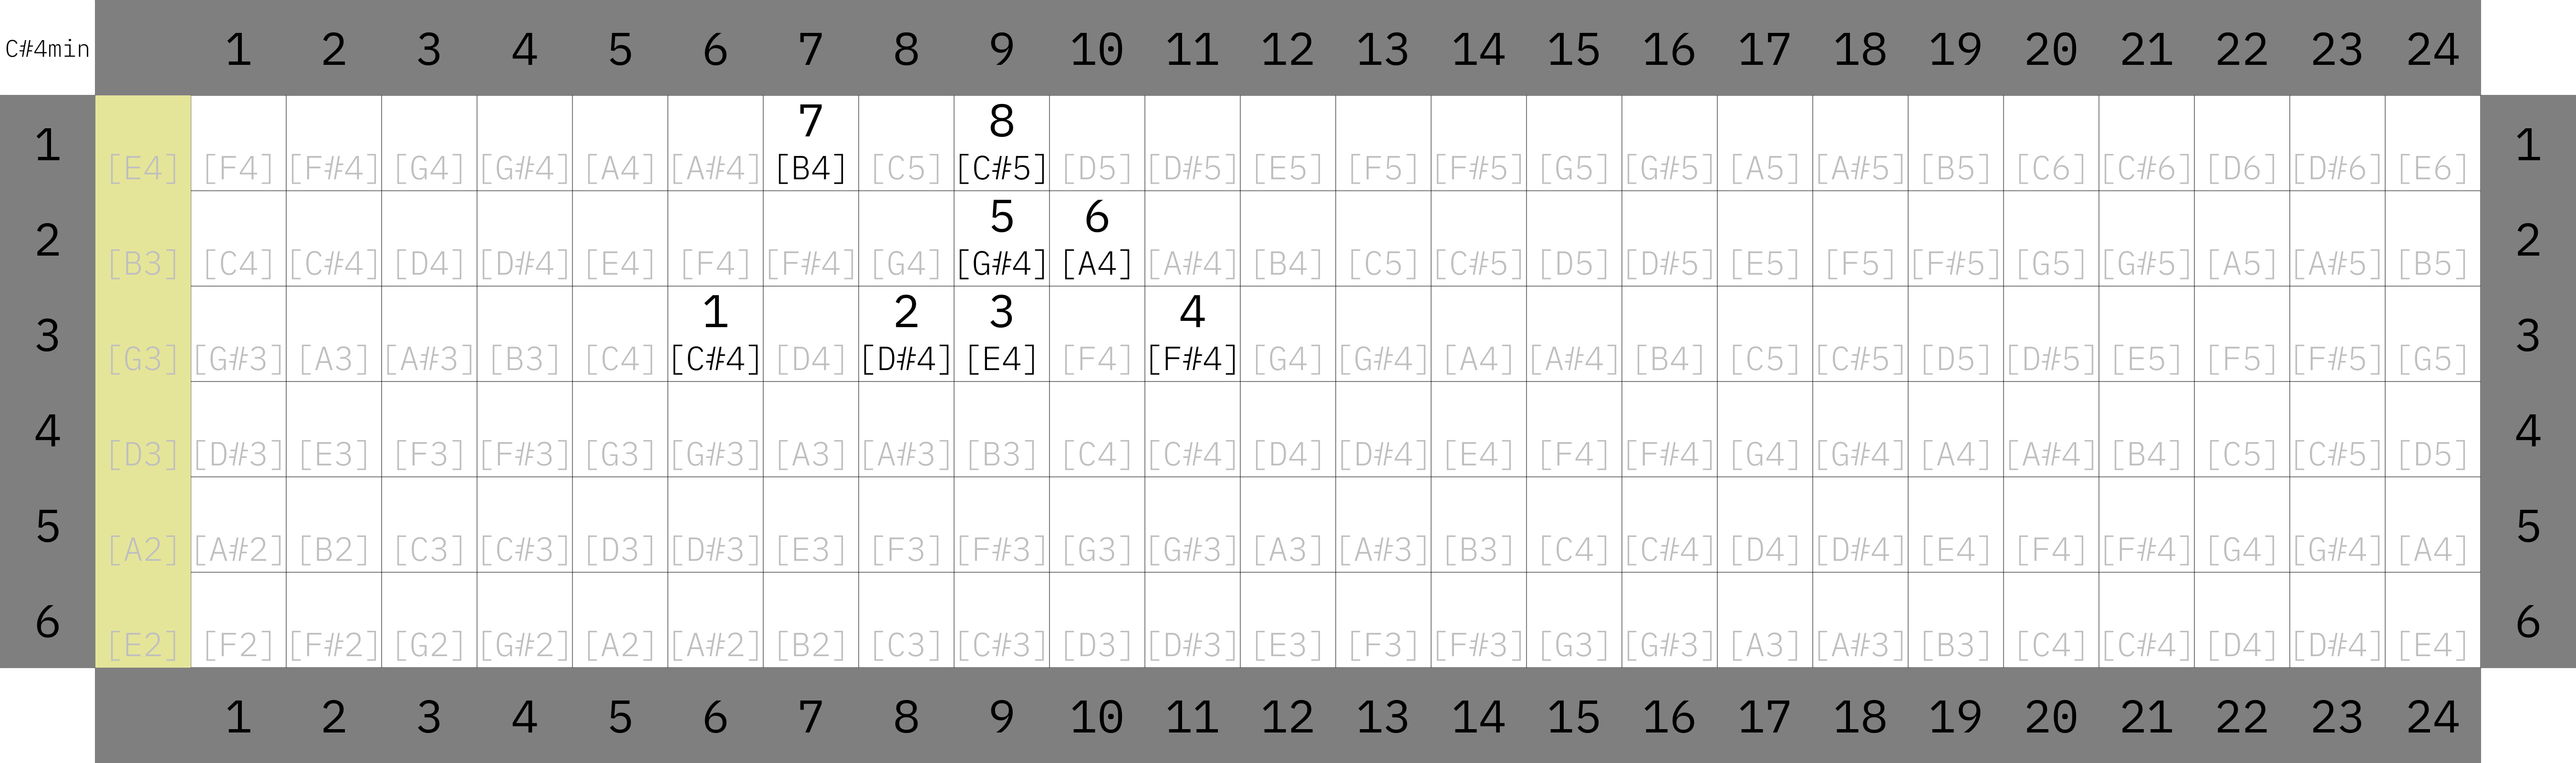 C#4min 1 2 3 4 5 6 7 8 9 10 11 12 13 14 15 16 17 18 19 20 21 22 23 24
7 8
1 [E4] [F4] [F#4] [G4] [G#4] [A4] [A#4] [B4] [C5] [C#5] [D5] [D#5] [E5] [F5] [F#5] [G5] [G#5] [A5] [A#5] [B5] [C6] [C#6] [D6] [D#6] [E6] 1
5 6
2 [B3] [C4] [C#4] [D4] [D#4] [E4] [F4] [F#4] [G4] [G#4] [A4] [A#4] [B4] [C5] [C#5] [D5] [D#5] [E5] [F5] [F#5] [G5] [G#5] [A5] [A#5] [B5] 2
1 2 3 4
3 [G3] [G#3] [A3] [A#3] [B3] [C4] [C#4] [D4] [D#4] [E4] [F4] [F#4] [G4] [G#4] [A4] [A#4] [B4] [C5] [C#5] [D5] [D#5] [E5] [F5] [F#5] [G5] 3
4 [D3] [D#3] [E3] [F3] [F#3] [G3] [G#3] [A3] [A#3] [B3] [C4] [C#4] [D4] [D#4] [E4] [F4] [F#4] [G4] [G#4] [A4] [A#4] [B4] [C5] [C#5] [D5] 4
5 [A2] [A#2] [B2] [C3] [C#3] [D3] [D#3] [E3] [F3] [F#3] [G3] [G#3] [A3] [A#3] [B3] [C4] [C#4] [D4] [D#4] [E4] [F4] [F#4] [G4] [G#4] [A4] 5
6 [E2] [F2] [F#2] [G2] [G#2] [A2] [A#2] [B2] [C3] [C#3] [D3] [D#3] [E3] [F3] [F#3] [G3] [G#3] [A3] [A#3] [B3] [C4] [C#4] [D4] [D#4] [E4] 6
1 2 3 4 5 6 7 8 9 10 11 12 13 14 15 16 17 18 19 20 21 22 23 24